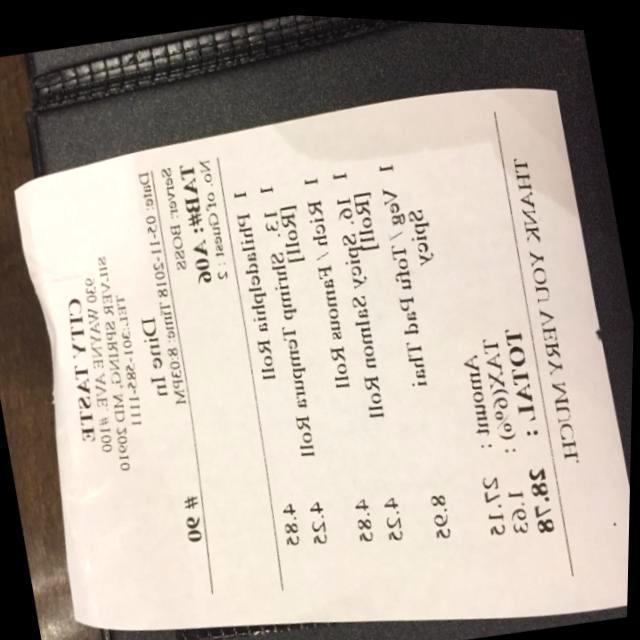 CITY TASTE
930 WAYNE AVE. #100
SILVER SPRING, MD 20910
TEL:301-585-1111
Dine In
Date: 05-11-2018 Time: 8:05PM
Server: BOSS
TAB#: A06 # 90
No. of Guest: 2
1 Philadelphia Roll 4.85
1 13. Shrimp Tempura Roll 4.25
[Roll]
1 Rich / Famous Roll 4.85
1 16. Spicy Salmon Roll 4.25
[Roll]
1 Veg / Tofu Pad Thai 8.95
Spicy
Amount : 27.15
TAX(%) : 1.63
TOTAL : 28.78
THANK YOU VERY MUCH.